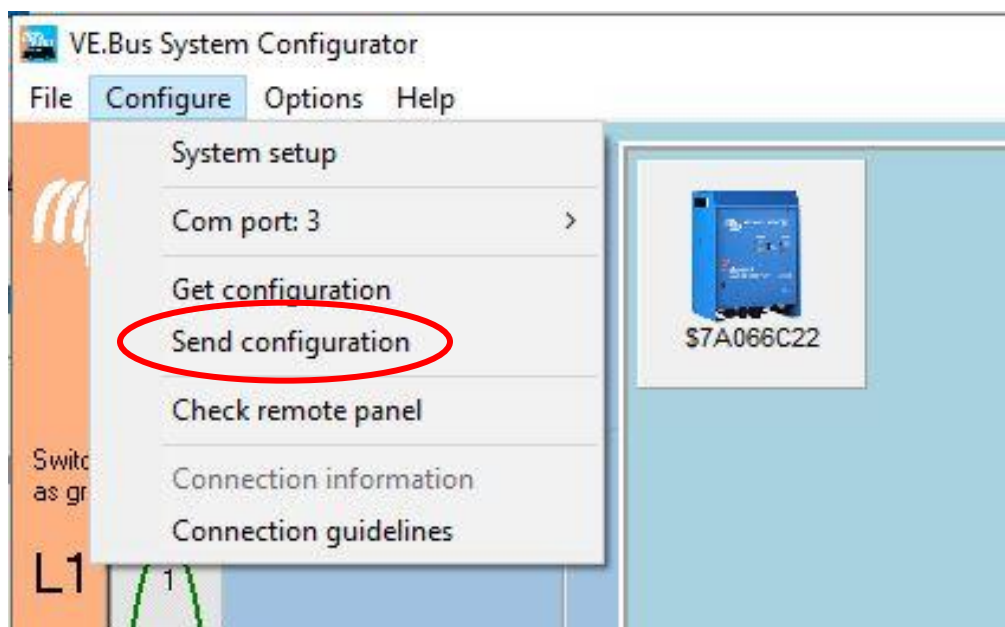 VE.Bus System Configurator
File Configure Options Help
System setup
Com port: 3 >
Get configuration
Send configuration
Check remote panel
Connection information
Connection guidelines
$7A066C22
as
L1
1